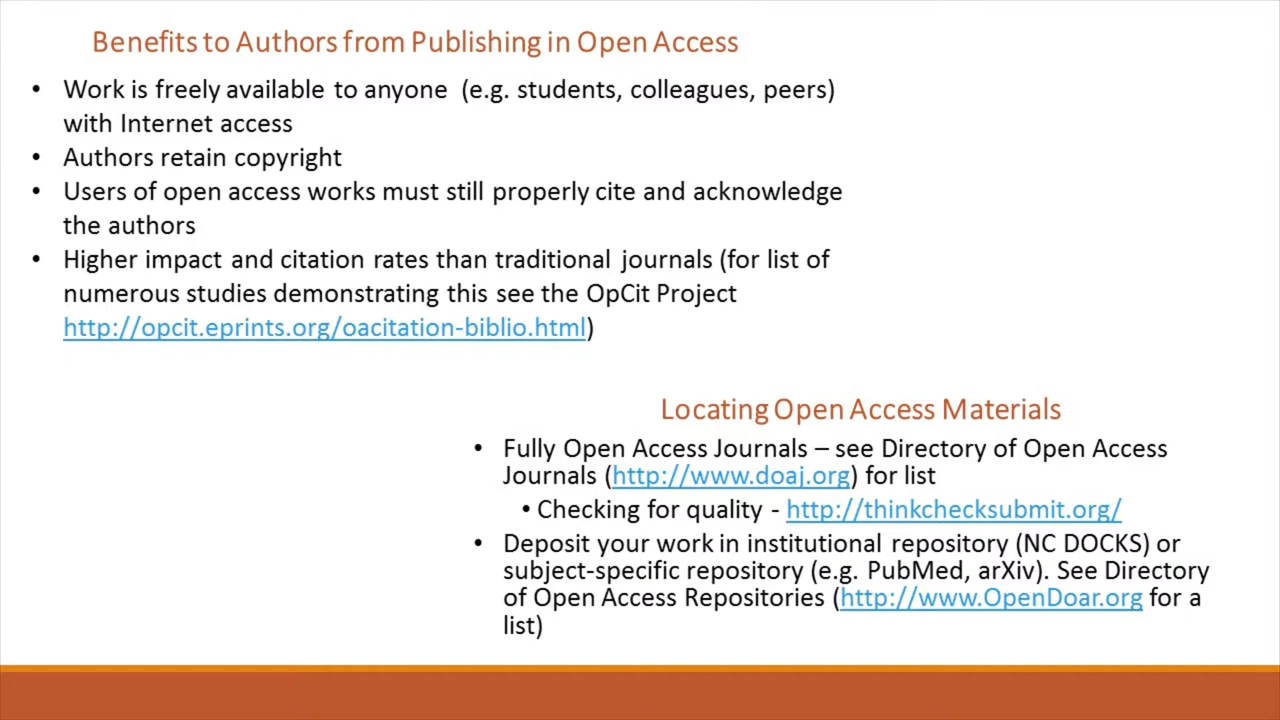 Benefits to Authors from Publishing in Open Access
• Work is freely available to anyone (e.g. students, colleagues, peers)
with Internet access
• Authors retain copyright
• Users of open access works must still properly cite and acknowledge
the authors
• Higher impact and citation rates than traditional journals (for list of
numerous studies demonstrating this see the OpCit Project
http://opcit.eprints.org/oacitation-biblio.html)
Locating Open Access Materials
• Fully Open Access Journals – see Directory of Open Access
Journals (http://www.doaj.org) for list
• Checking for quality - http://thinkchecksubmit.org/
• Deposit your work in institutional repository (NC DOCKS) or
subject-specific repository (e.g. PubMed, arXiv). See Directory
of Open Access Repositories (http://www.OpenDoar.org for a
list)